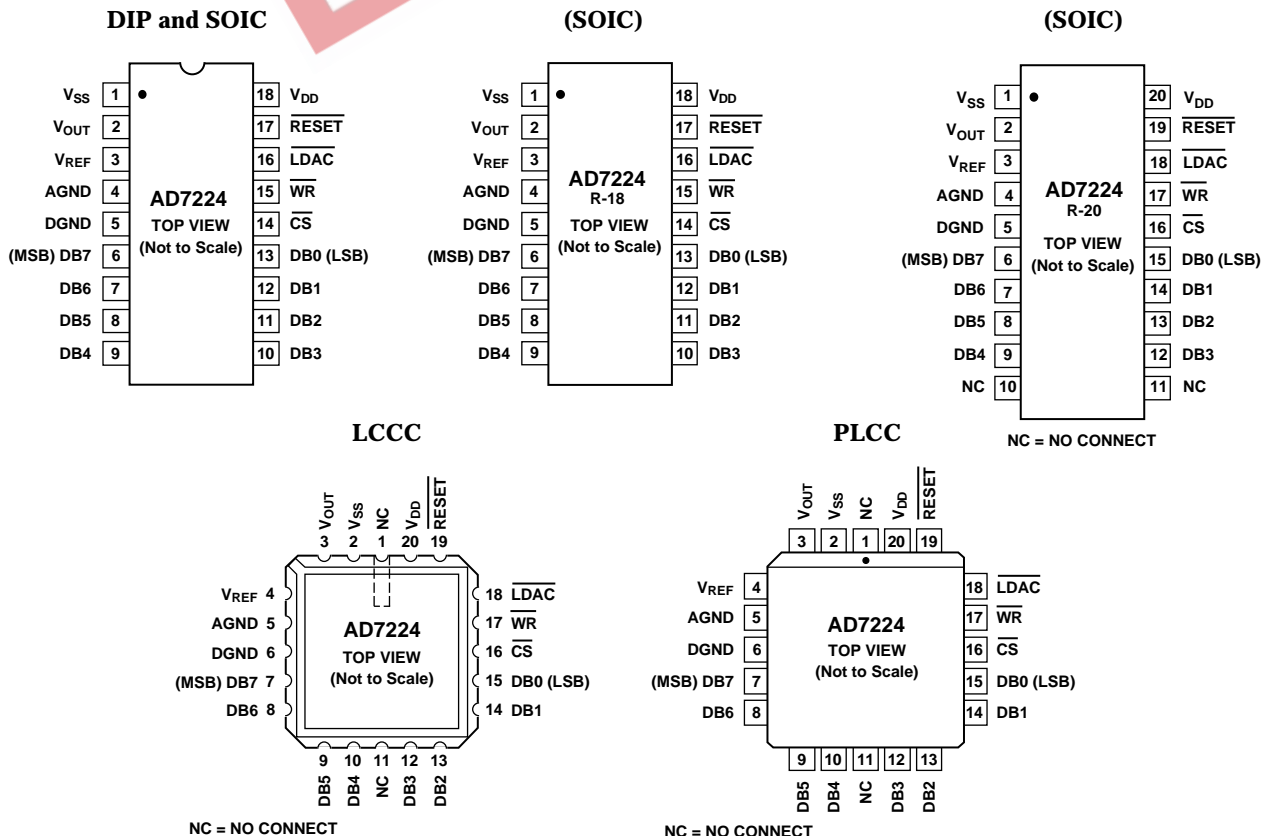 DIP and SOIC
VSS 1 18 VDD
VOUT 2 17 RESET
VREF 3 16 LDAC
AGND 4 15 WR
DGND 5 14 CS
(MSB) DB7 6 13 DB0 (LSB)
DB6 7 12 DB1
DB5 8 11 DB2
DB4 9 10 DB3
AD7224
TOP VIEW
(Not to Scale)
(SOIC)
VSS 1 18 VDD
VOUT 2 17 RESET
VREF 3 16 LDAC
AGND 4 15 WR
DGND 5 14 CS
(MSB) DB7 6 13 DB0 (LSB)
DB6 7 12 DB1
DB5 8 11 DB2
DB4 9 10 DB3
AD7224
R-18
TOP VIEW
(Not to Scale)
(SOIC)
VSS 1 20 VDD
VOUT 2 19 RESET
VREF 3 18 LDAC
AGND 4 17 WR
DGND 5 16 CS
(MSB) DB7 6 15 DB0 (LSB)
DB6 7 14 DB1
DB5 8 13 DB2
DB4 9 12 DB3
NC 10 11 NC
AD7224
R-20
TOP VIEW
(Not to Scale)
NC = NO CONNECT
LCCC
VOUT VSS NC VDD RESET
3 2 1 20 19
VREF 4 18 LDAC
AGND 5 17 WR
DGND 6 16 CS
(MSB) DB7 7 15 DB0 (LSB)
DB6 8 14 DB1
AD7224
TOP VIEW
(Not to Scale)
9 10 11 12 13
DB5 DB4 NC DB3 DB2
NC = NO CONNECT
PLCC
VOUT VSS NC VDD RESET
3 2 1 20 19
VREF 4 18 LDAC
AGND 5 17 WR
DGND 6 16 CS
(MSB) DB7 7 15 DB0 (LSB)
DB6 8 14 DB1
AD7224
TOP VIEW
(Not to Scale)
9 10 11 12 13
DB5 DB4 NC DB3 DB2
NC = NO CONNECT